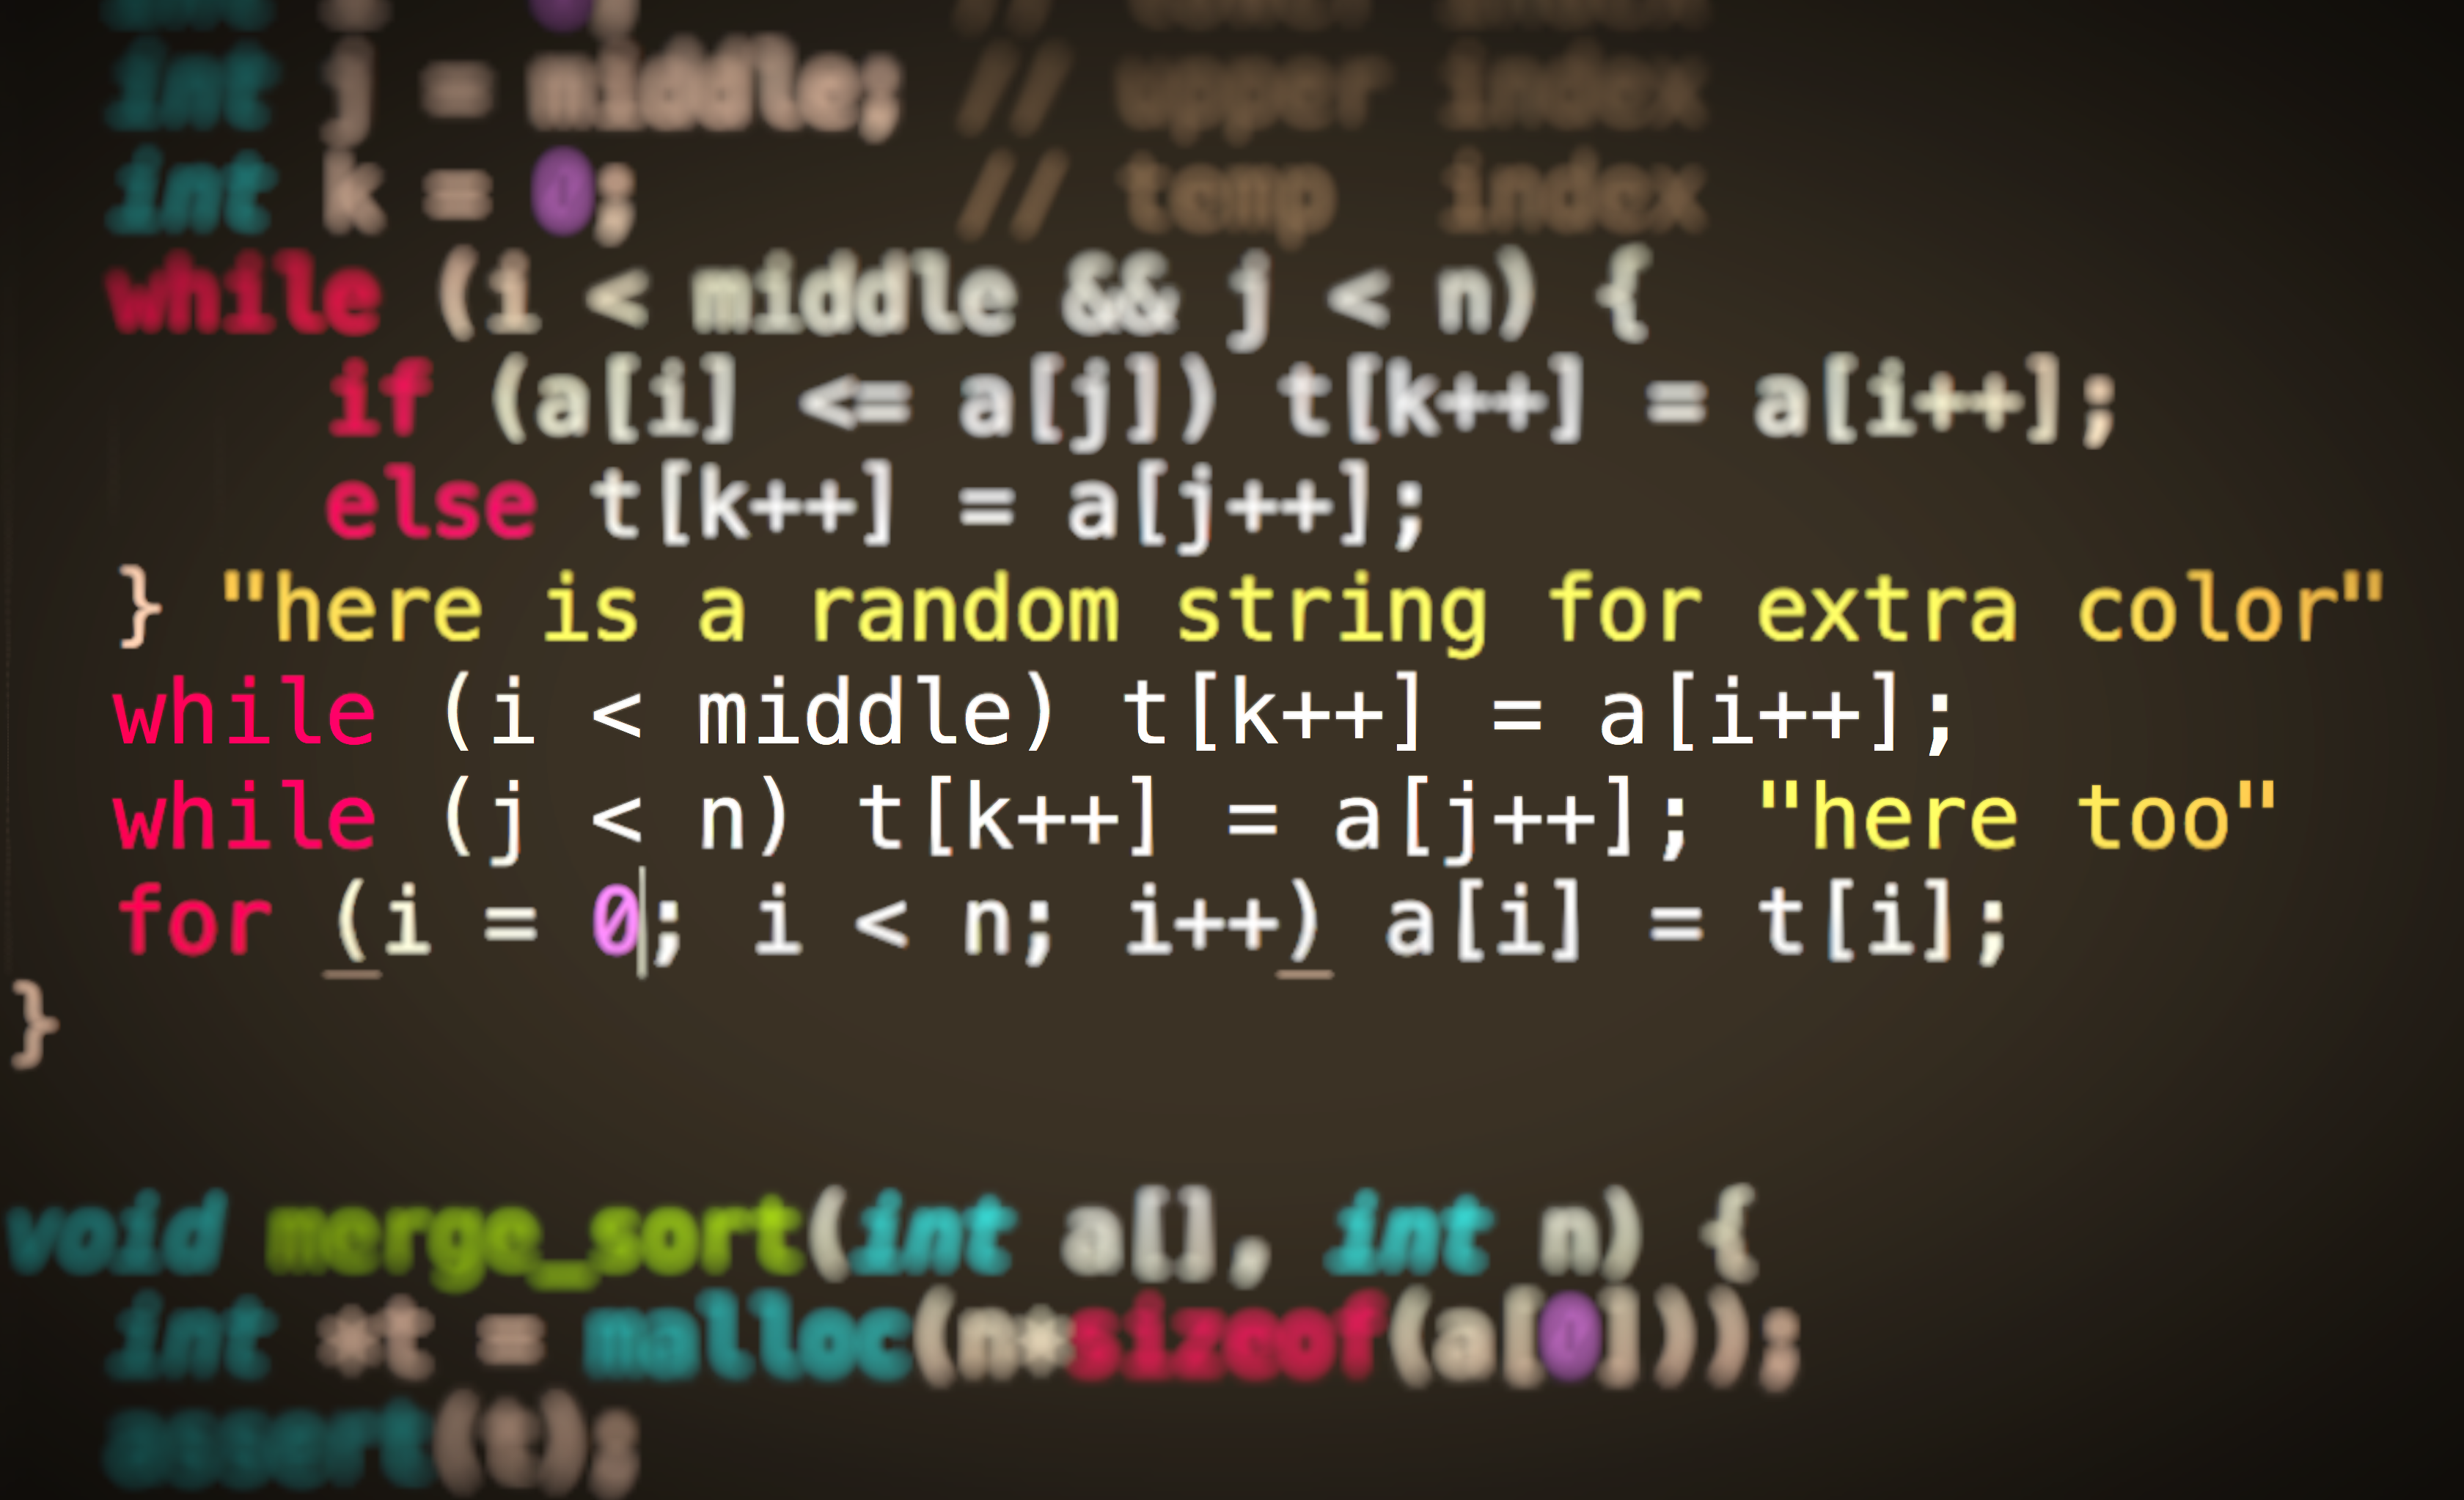 int j = middle; // upper index
int k = 0; // temp index
while (i < middle && j < n) {
if (a[i] <= a[j]) t[k++] = a[i++];
else t[k++] = a[j++];
} "here is a random string for extra color"
while (i < middle) t[k++] = a[i++];
while (j < n) t[k++] = a[j++]; "here too"
for (i = 0; i < n; i++) a[i] = t[i];
}
void merge_sort(int a[], int n) {
int *t = malloc(n*sizeof(a[0]));
assert(t);